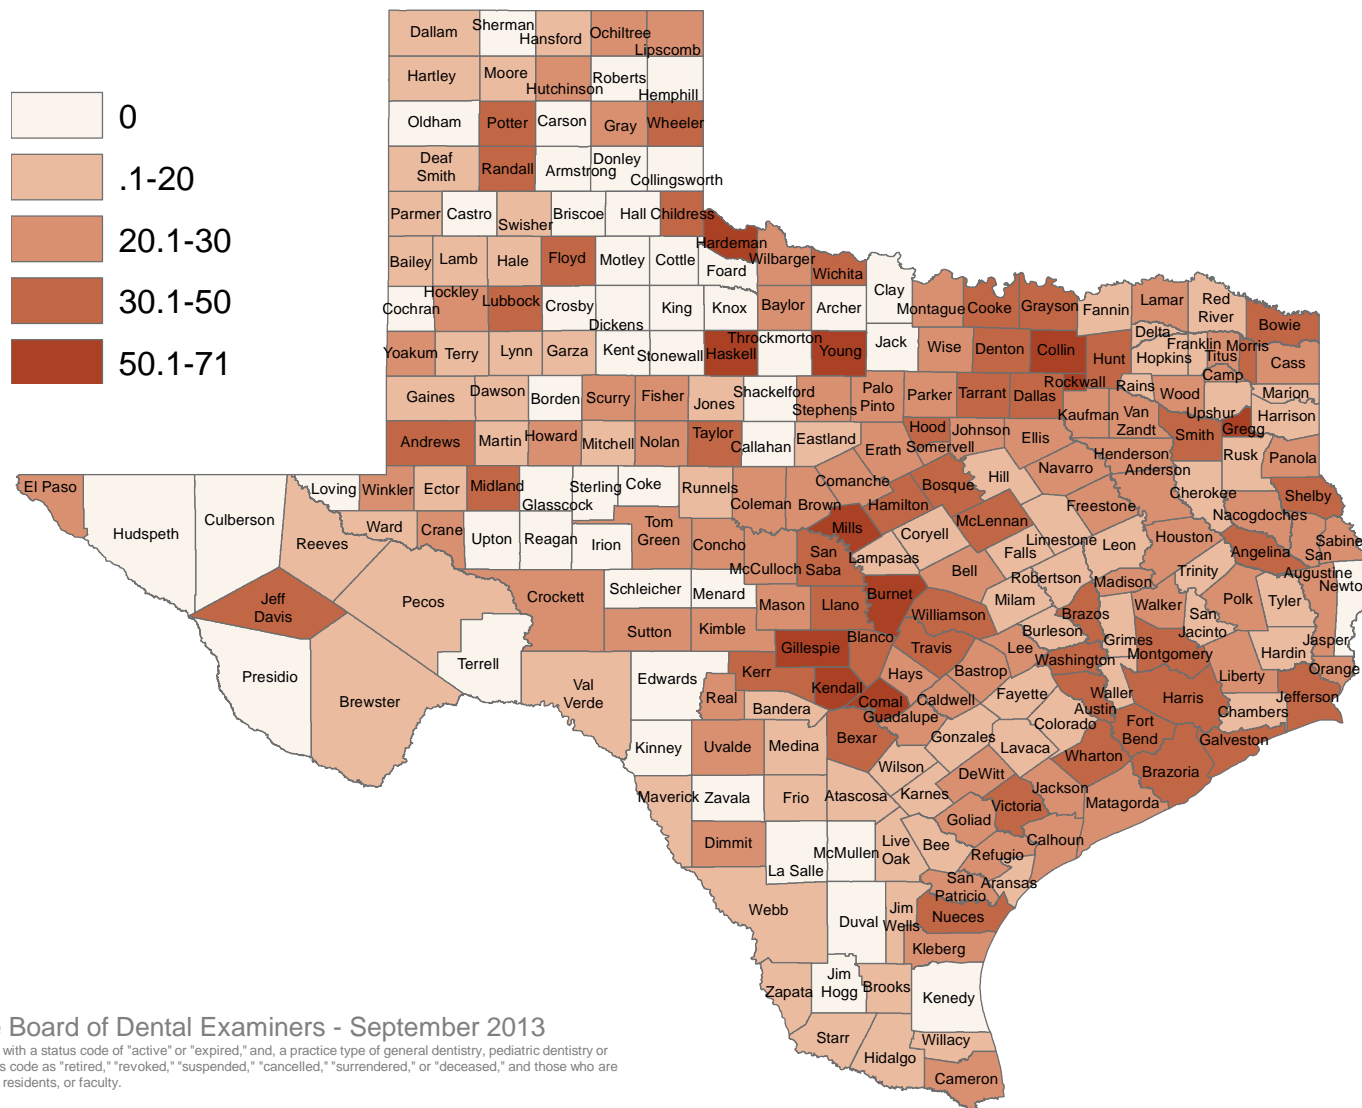 0
.1-20
20.1-30
30.1-50
50.1-71
Dallam
Sherman
Hansford
Ochiltree
Lipscomb
Hartley
Moore
Hutchinson
Roberts
Hemphill
Oldham
Potter
Carson
Gray
Wheeler
Deaf
Smith
Randall
Armstrong
Donley
Collingsworth
Parmer
Castro
Swisher
Briscoe
Hall
Childress
Hardeman
Bailey
Lamb
Hale
Floyd
Motley
Cottle
Foard
Wilbarger
Wichita
Clay
Cochran
Hockley
Lubbock
Crosby
Dickens
King
Knox
Baylor
Archer
Montague
Cooke
Grayson
Fannin
Lamar
Red
River
Bowie
Delta
Franklin
Morris
Titus
Cass
Yoakum
Terry
Lynn
Garza
Kent
Stonewall
Haskell
Throckmorton
Young
Jack
Wise
Denton
Collin
Hunt
Hopkins
Camp
Rockwall
Rains
Wood
Marion
Upshur
Harrison
Gaines
Dawson
Borden
Scurry
Fisher
Jones
Shackelford
Stephens
Palo
Pinto
Parker
Tarrant
Dallas
Kaufman
Van
Zandt
Smith
Gregg
Andrews
Martin
Howard
Mitchell
Nolan
Taylor
Callahan
Eastland
Erath
Hood
Somervell
Johnson
Ellis
Henderson
Anderson
Rusk
Panola
El Paso
Hudspeth
Culberson
Loving
Winkler
Ector
Midland
Glasscock
Sterling
Coke
Runnels
Coleman
Brown
Comanche
Hamilton
Bosque
Hill
Navarro
Freestone
Cherokee
Nacogdoches
Shelby
Reeves
Ward
Crane
Upton
Reagan
Irion
Tom
Green
Concho
McCulloch
San
Saba
Mills
Lampasas
Coryell
McLennan
Falls
Limestone
Leon
Houston
Angelina
San
Augustine
Sabine
Newto
Jeff
Davis
Pecos
Crockett
Schleicher
Menard
Mason
Llano
Burnet
Bell
Williamson
Milam
Robertson
Madison
Brazos
Walker
Trinity
Polk
Tyler
Jasper
Presidio
Brewster
Terrell
Sutton
Kimble
Gillespie
Blanco
Travis
Burleson
Lee
Washington
Grimes
Montgomery
San
Jacinto
Hardin
Orange
Liberty
Val
Verde
Edwards
Real
Kerr
Kendall
Comal
Hays
Bastrop
Caldwell
Fayette
Austin
Waller
Harris
Chambers
Jefferson
Kinney
Uvalde
Bandera
Medina
Bexar
Guadalupe
Gonzales
Lavaca
Colorado
Fort
Bend
Galveston
Wharton
Brazoria
Maverick
Zavala
Frio
Atascosa
Wilson
Karnes
DeWitt
Jackson
Matagorda
Victoria
Goliad
Calhoun
Dimmit
La Salle
McMullen
Live
Oak
Bee
Refugio
Aransas
San
Patricio
Webb
Duval
Jim
Wells
Nueces
Kleberg
Zapata
Jim
Hogg
Brooks
Kenedy
Starr
Hidalgo
Willacy
Cameron
e Board of Dental Examiners - September 2013
with a status code of "active" or "expired," and, a practice type of general dentistry, pediatric dentistry or
s code as "retired," "revoked," "suspended," "cancelled," "surrendered," or "deceased," and those who are
residents, or faculty.